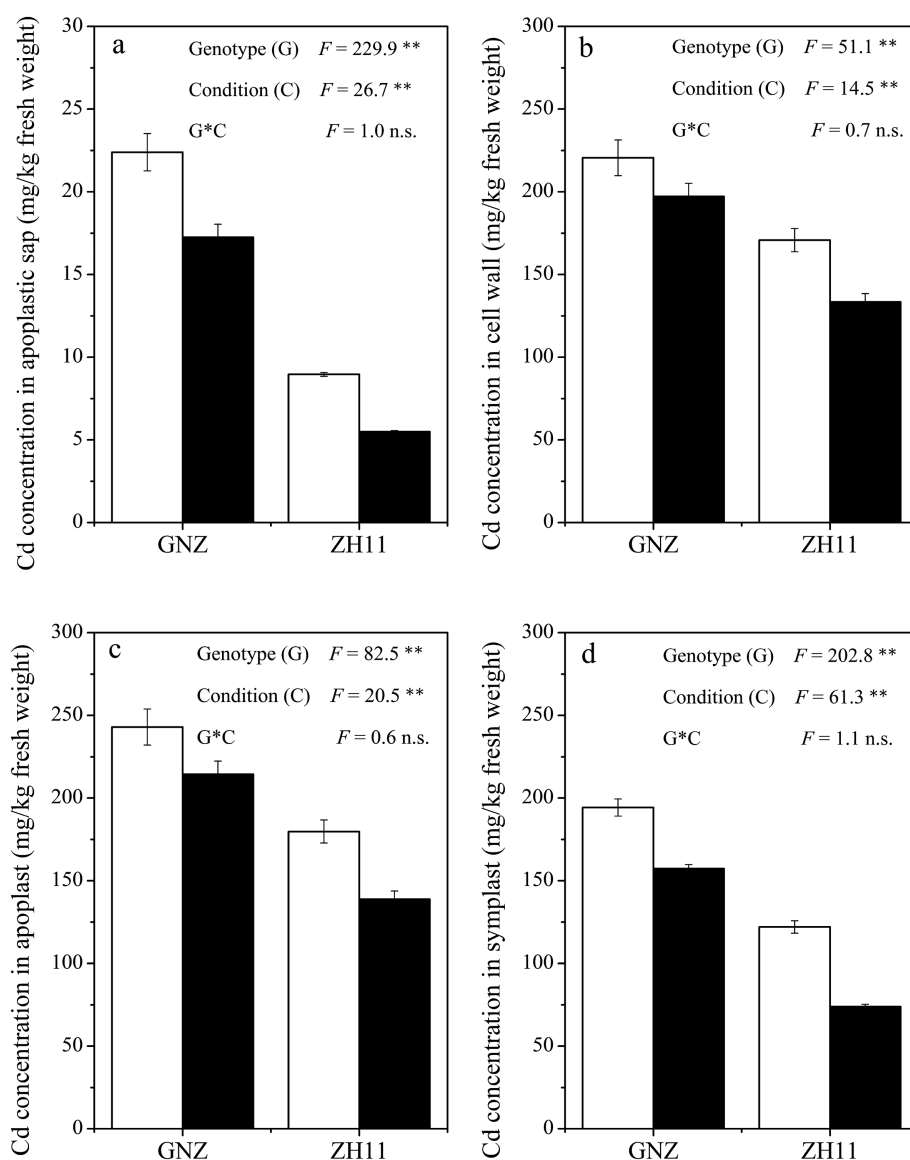 a
Genotype (G) F = 229.9 **
Condition (C) F = 26.7 **
G*C F = 1.0 n.s.
Cd concentration in apoplastic sap (mg/kg fresh weight)
30
25
20
15
10
5
0
GNZ ZH11
b
Genotype (G) F = 51.1 **
Condition (C) F = 14.5 **
G*C F = 0.7 n.s.
Cd concentration in cell wall (mg/kg fresh weight)
300
250
200
150
100
50
0
GNZ ZH11
c
Genotype (G) F = 82.5 **
Condition (C) F = 20.5 **
G*C F = 0.6 n.s.
Cd concentration in apoplast (mg/kg fresh weight)
300
250
200
150
100
50
0
GNZ ZH11
d
Genotype (G) F = 202.8 **
Condition (C) F = 61.3 **
G*C F = 1.1 n.s.
Cd concentration in symplast (mg/kg fresh weight)
300
250
200
150
100
50
0
GNZ ZH11